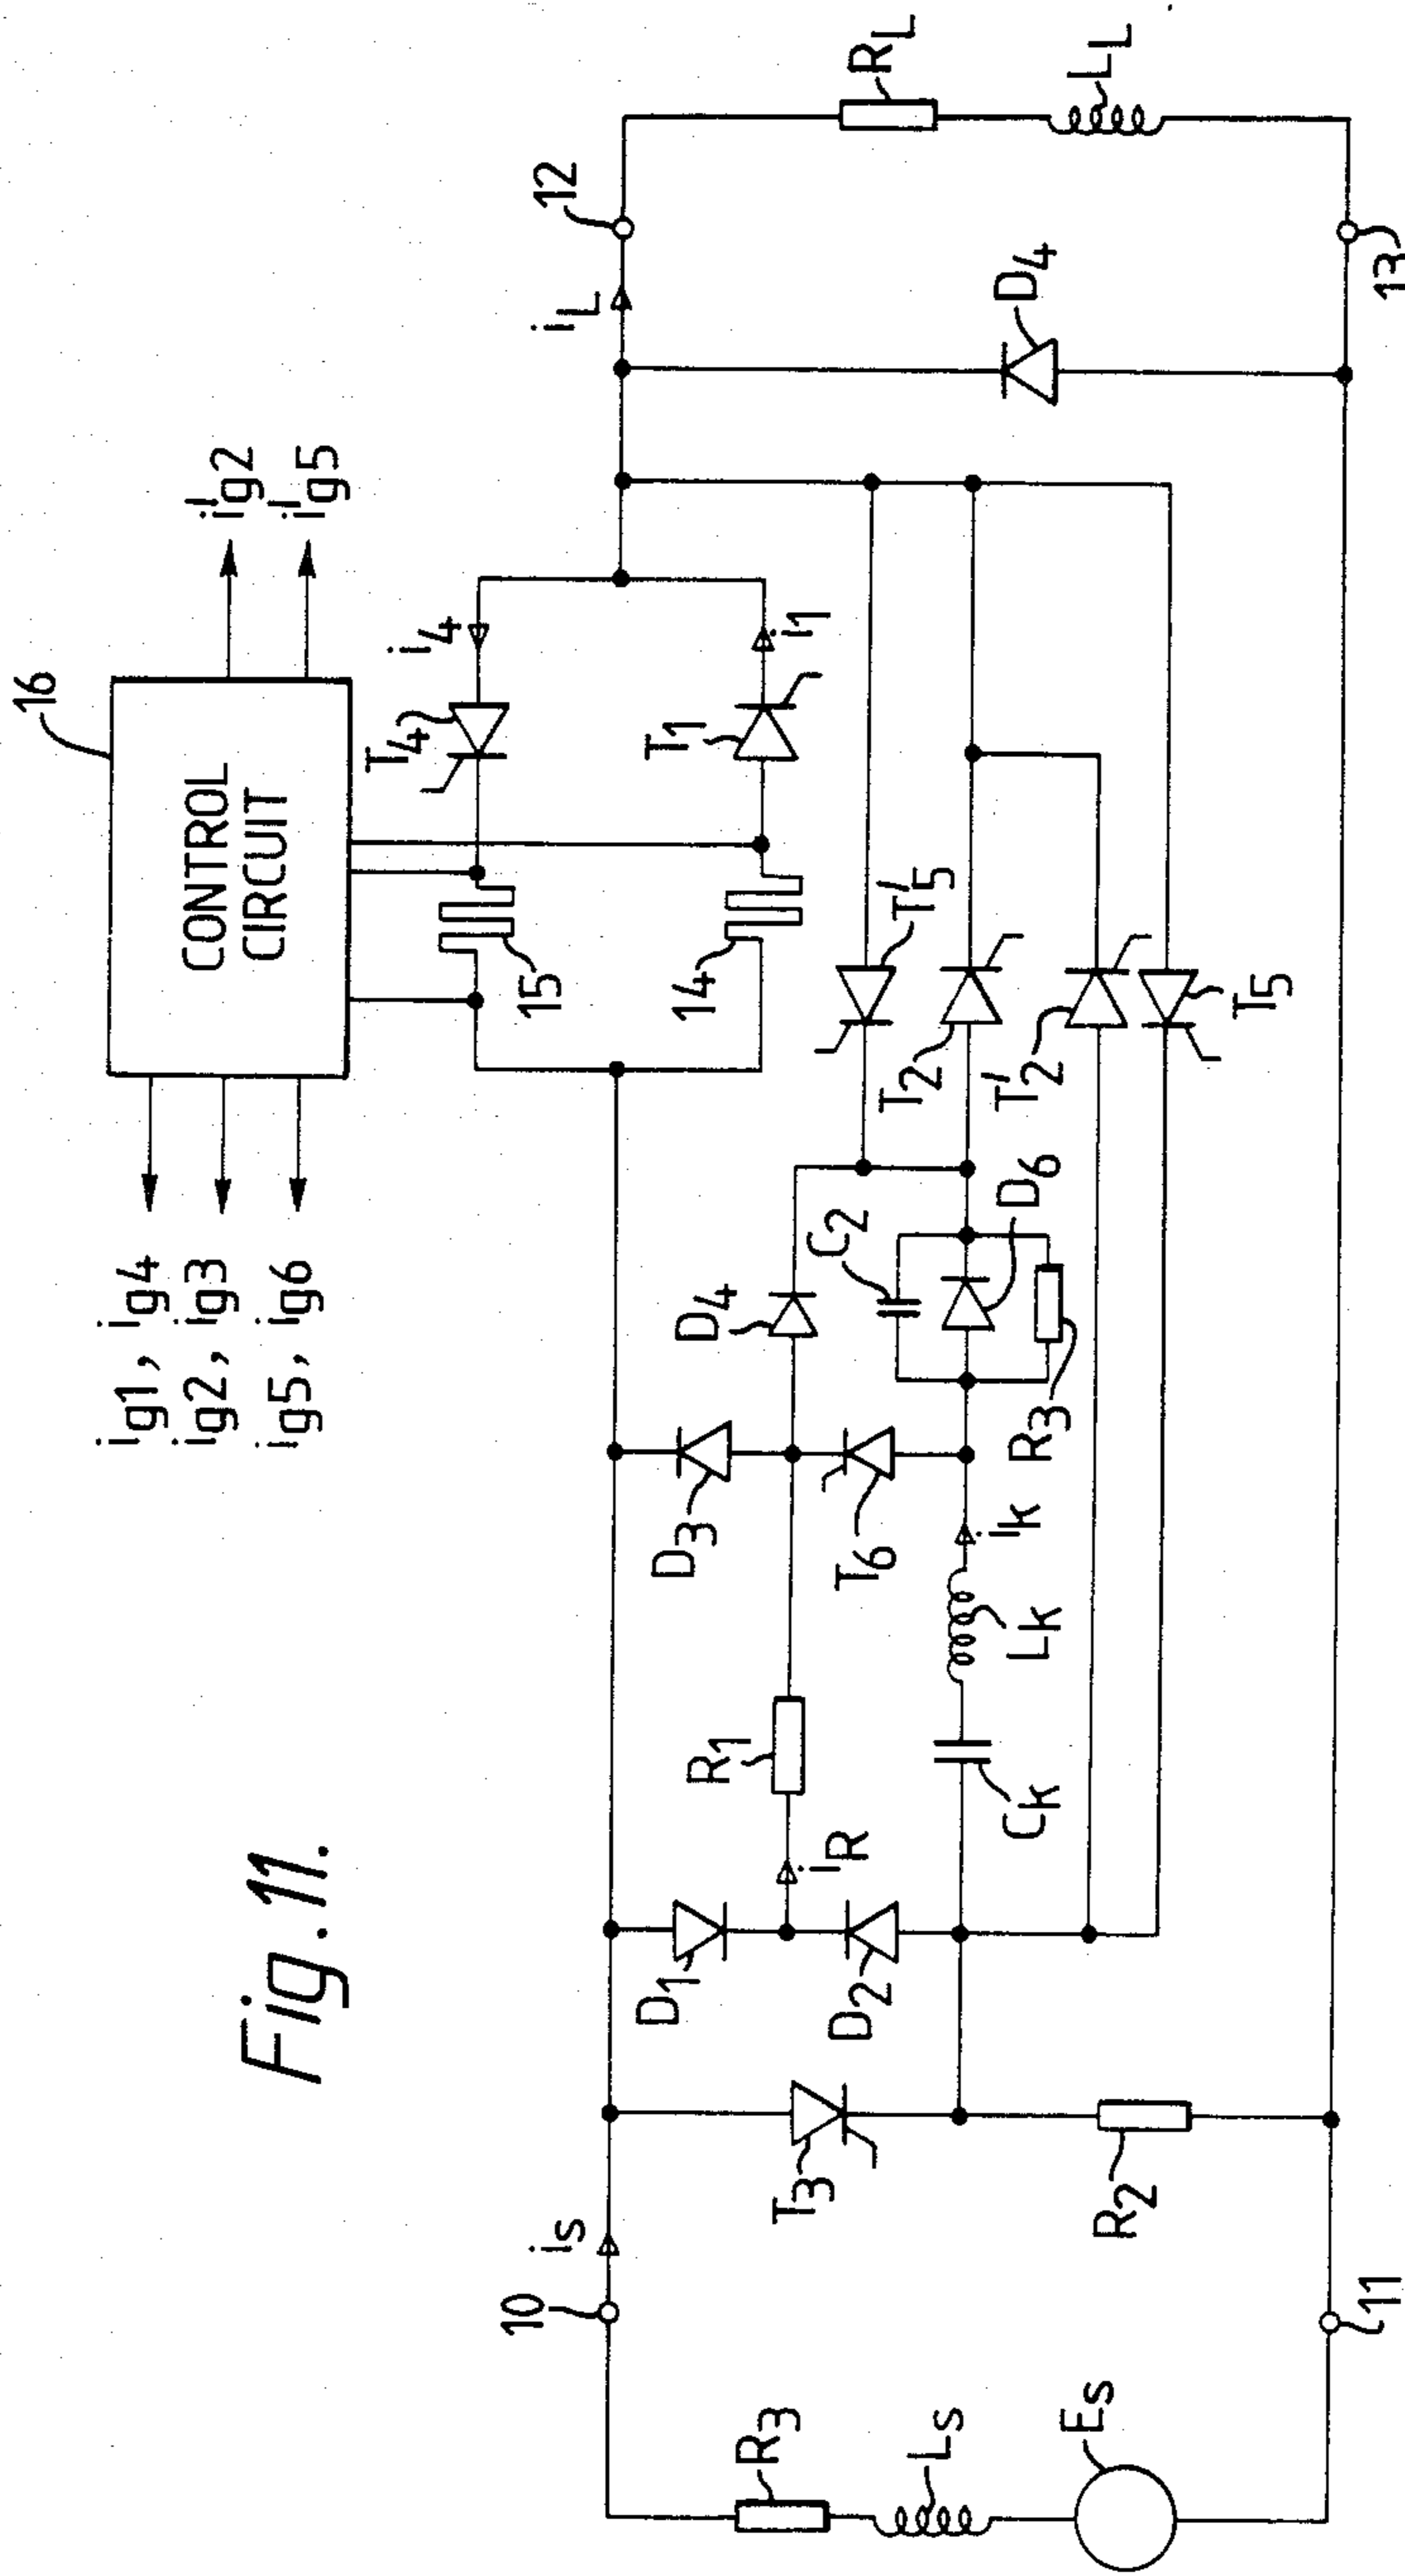 Fig. 11.
16
CONTROL
CIRCUIT
ig1, ig4
ig2, ig3
ig5, ig6
i'g2
i'g5
T4
i4
15
14
T1
i1
iL
12
RL
LL
13
D4
10
is
R3
Ls
Es
11
T3
R2
D1
D2
iR
R1
D3
T6
D4
Ck
Lk
ik
C2
D6
R3
T'5
T2
T'2
T5